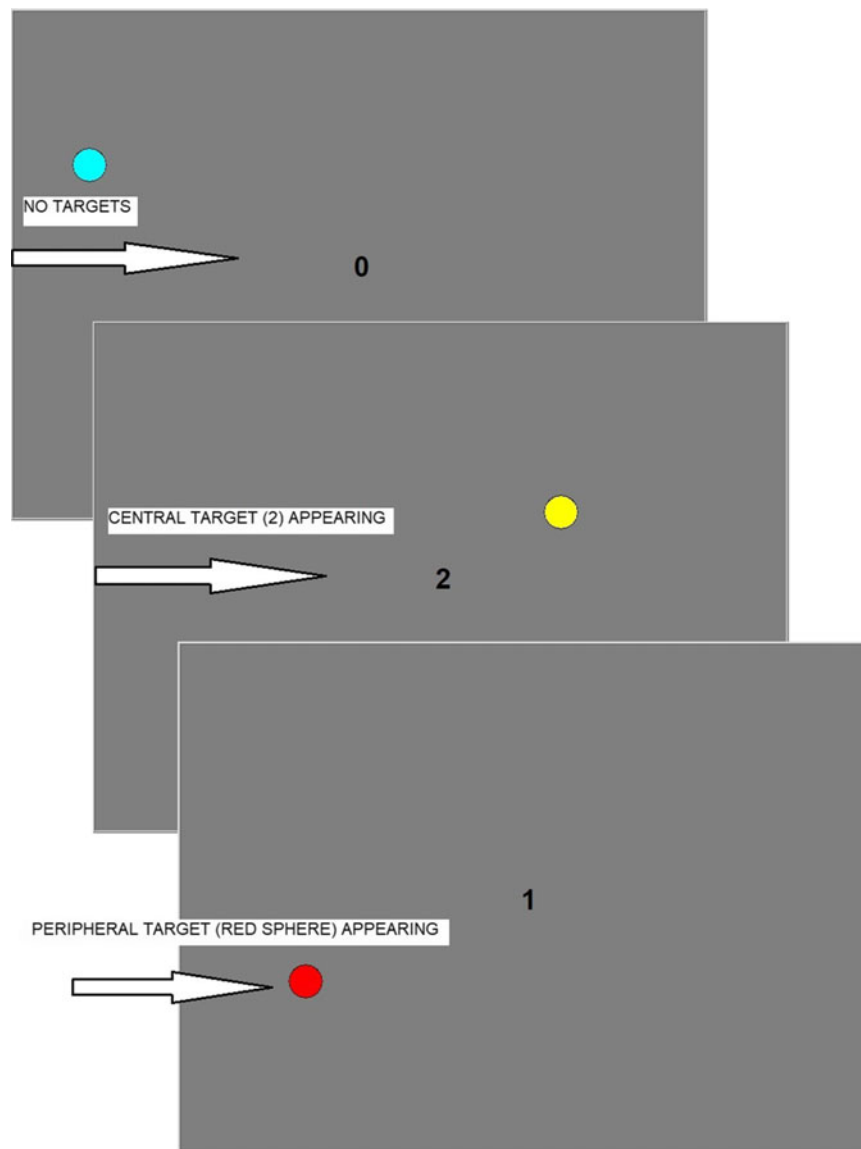 NO TARGETS
0
CENTRAL TARGET (2) APPEARING
2
1
PERIPHERAL TARGET (RED SPHERE) APPEARING